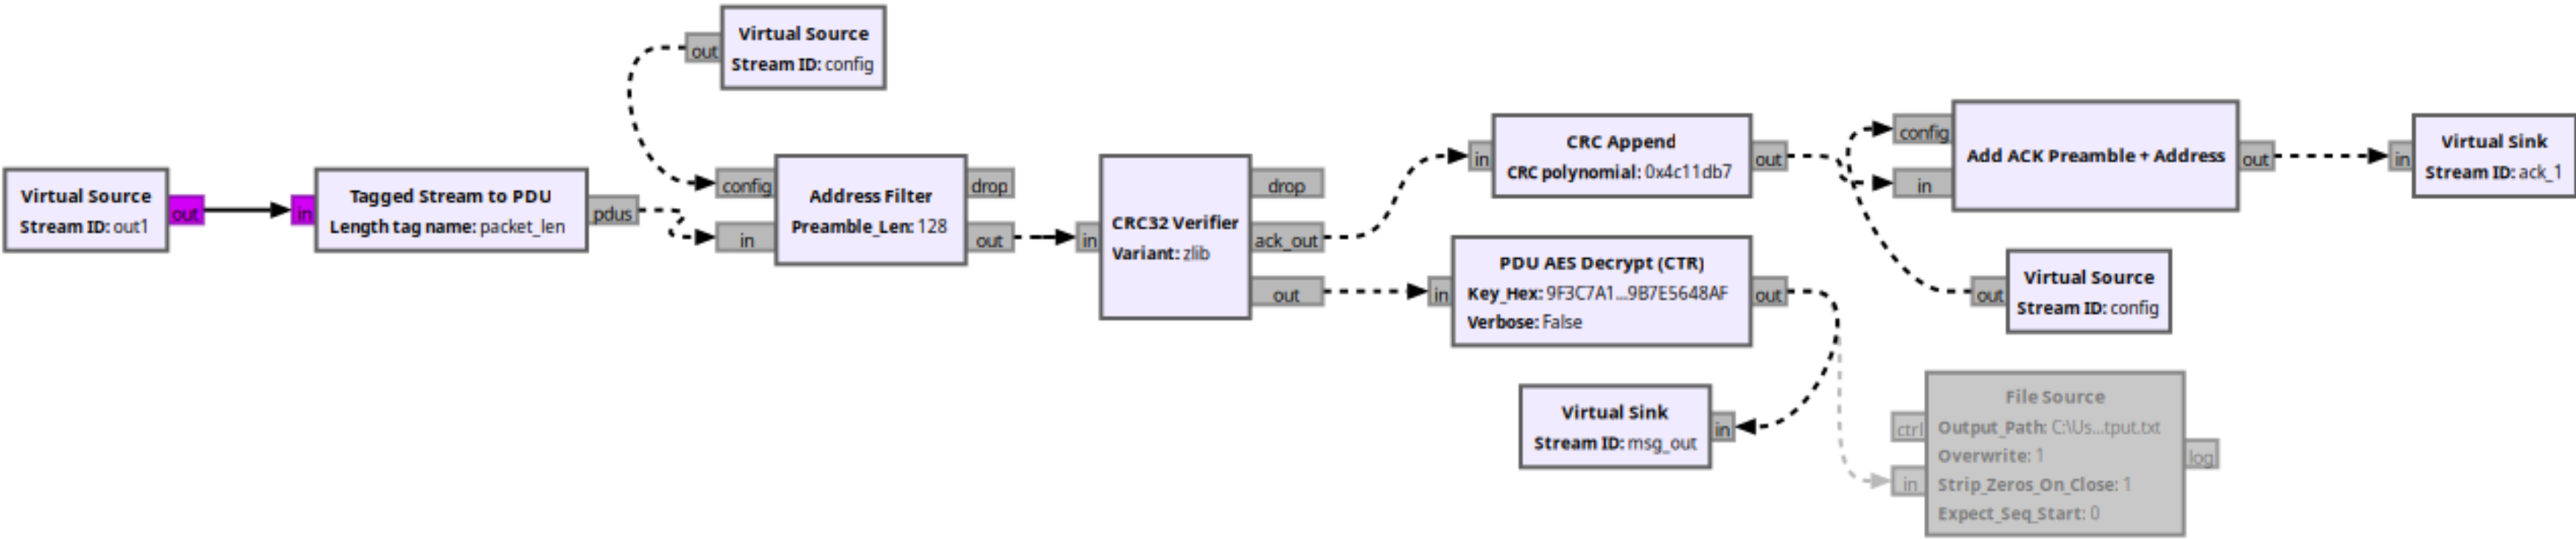 Virtual Source
Stream ID: out1
out
in
Tagged Stream to PDU
Length tag name: packet_len
pdus
out
Virtual Source
Stream ID: config
config
in
Address Filter
Preamble_Len: 128
drop
out
in
CRC32 Verifier
Variant: zlib
drop
ack_out
out
in
CRC Append
CRC polynomial: 0x4c11db7
out
in
PDU AES Decrypt (CTR)
Key_Hex: 9F3C7A1...9B7E5648AF
Verbose: False
out
Virtual Sink
Stream ID: msg_out
in
config
in
Add ACK Preamble + Address
out
in
Virtual Sink
Stream ID: ack_1
out
Virtual Source
Stream ID: config
ctrl
in
File Source
Output_Path: C:\Us...tput.txt
Overwrite: 1
Strip_Zeros_On_Close: 1
Expect_Seq_Start: 0
log